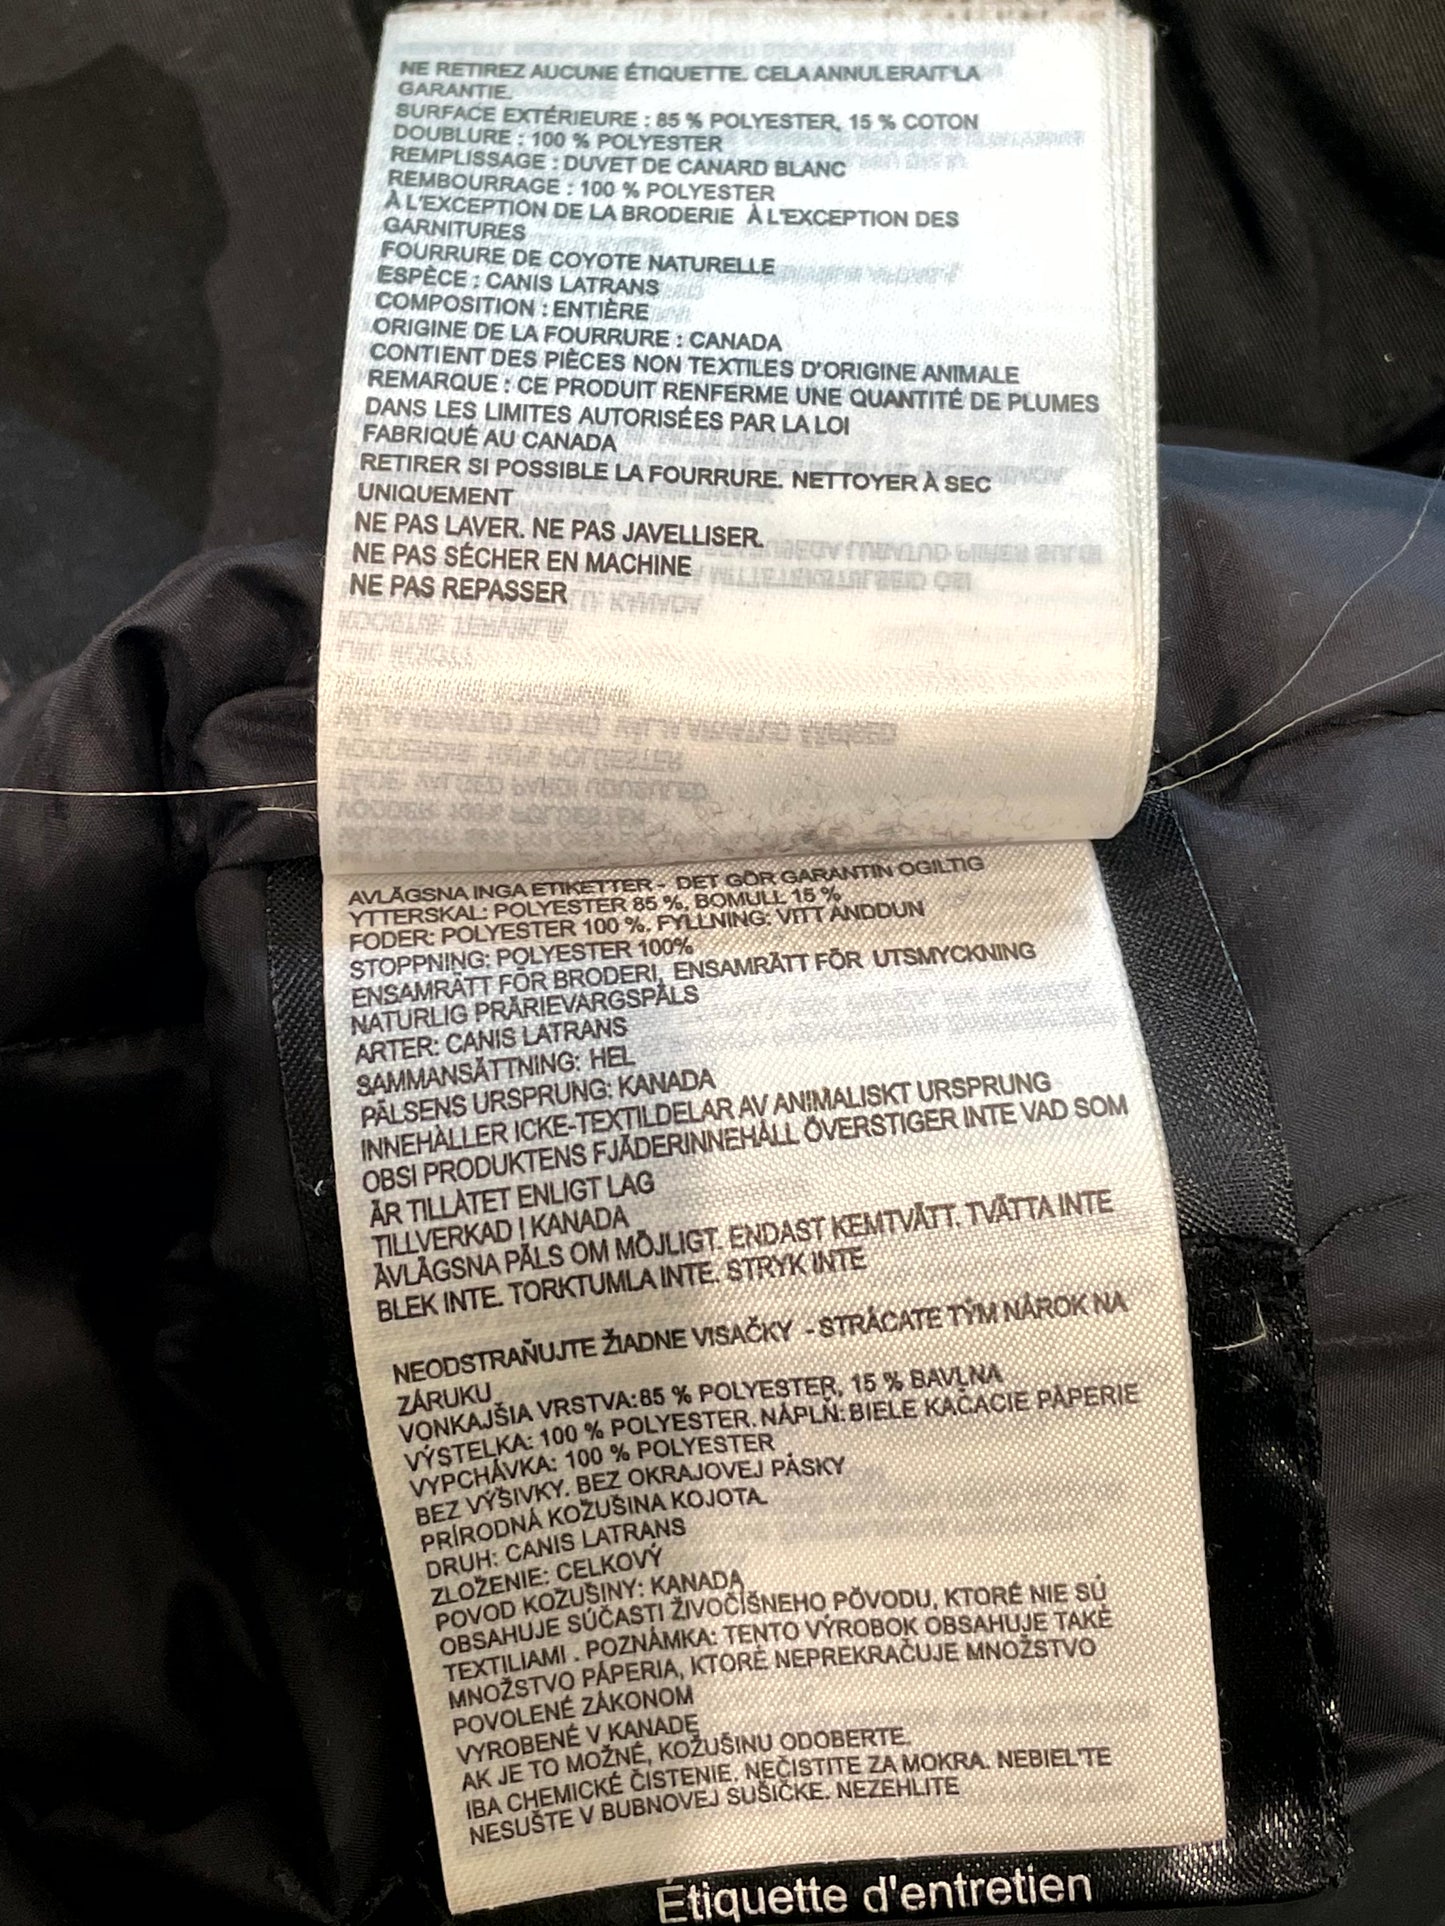 NE RETIREZ AUCUNE ÉTIQUETTE. CELA ANNULERAIT LA
GARANTIE.
SURFACE EXTÉRIEURE : 85 % POLYESTER, 15 % COTON
DOUBLURE : 100 % POLYESTER
REMPLISSAGE : DUVET DE CANARD BLANC
REMBOURRAGE : 100 % POLYESTER
À L'EXCEPTION DE LA BRODERIE À L'EXCEPTION DES
GARNITURES
FOURRURE DE COYOTE NATURELLE
ESPÈCE : CANIS LATRANS
COMPOSITION : ENTIÈRE
ORIGINE DE LA FOURRURE : CANADA
CONTIENT DES PIÈCES NON TEXTILES D'ORIGINE ANIMALE
REMARQUE : CE PRODUIT RENFERME UNE QUANTITÉ DE PLUMES
DANS LES LIMITES AUTORISÉES PAR LA LOI
FABRIQUÉ AU CANADA
RETIRER SI POSSIBLE LA FOURRURE. NETTOYER À SEC
UNIQUEMENT
NE PAS LAVER. NE PAS JAVELLISER.
NE PAS SÉCHER EN MACHINE
NE PAS REPASSER
AVLÄGSNA INGA ETIKETTER - DET GÖR GARANTIN OGILTIG
YTTERSKAL: POLYESTER 85 %, BOMULL 15 %
FODER: POLYESTER 100 %. FYLLNING: VITT ANDDUN
STOPPNING: POLYESTER 100%
ENSAMRÄTT FÖR BRODERI, ENSAMRÄTT FÖR UTSMYCKNING
NATURLIG PRÄRIEVARGSPÄLS
ARTER: CANIS LATRANS
SAMMANSÄTTNING: HEL
PÄLSENS URSPRUNG: KANADA
INNEHÅLLER ICKE-TEXTILDELAR AV ANIMALISKT URSPRUNG
OBS! PRODUKTENS FJÄDERINNEHÅLL ÖVERSTIGER INTE VAD SOM
ÄR TILLÅTET ENLIGT LAG
TILLVERKAD I KANADA
AVLÄGSNA PÄLS OM MÖJLIGT. ENDAST KEMTVÄTT. TVÄTTA INTE
BLEK INTE. TORKTUMLA INTE. STRYK INTE
NEODSTRAŇUJTE ŽIADNE VISAČKY - STRÁCATE TÝM NÁROK NA
ZÁRUKU
VONKAJŠIA VRSTVA: 85 % POLYESTER, 15 % BAVLNA
VÝSTELKA: 100 % POLYESTER. NÁPLŇ: BIELE KAČACIE PÁPERIE
VYPCHÁVKA: 100 % POLYESTER
BEZ VÝŠIVKY. BEZ OKRAJOVEJ PÁSKY
PRÍRODNÁ KOŽUŠINA KOJOTA.
DRUH: CANIS LATRANS
ZLOŽENIE: CELKOVÝ
POVOD KOŽUŠINY: KANADA
OBSAHUJE SÚČASTI ŽIVOČÍŠNEHO PÔVODU, KTORÉ NIE SÚ
TEXTILIAMI . POZNÁMKA: TENTO VÝROBOK OBSAHUJE TAKÉ
MNOŽSTVO PÁPERIA, KTORÉ NEPREKRAČUJE MNOŽSTVO
POVOLENÉ ZÁKONOM
VYROBENÉ V KANADE
AK JE TO MOŽNÉ, KOŽUŠINU ODOBERTE.
IBA CHEMICKÉ ČISTENIE. NEČISTITE ZA MOKRA. NEBIEL'TE
NESUŠTE V BUBNOVEJ SUŠIČKE. NEŽEHLITE
Étiquette d'entretien